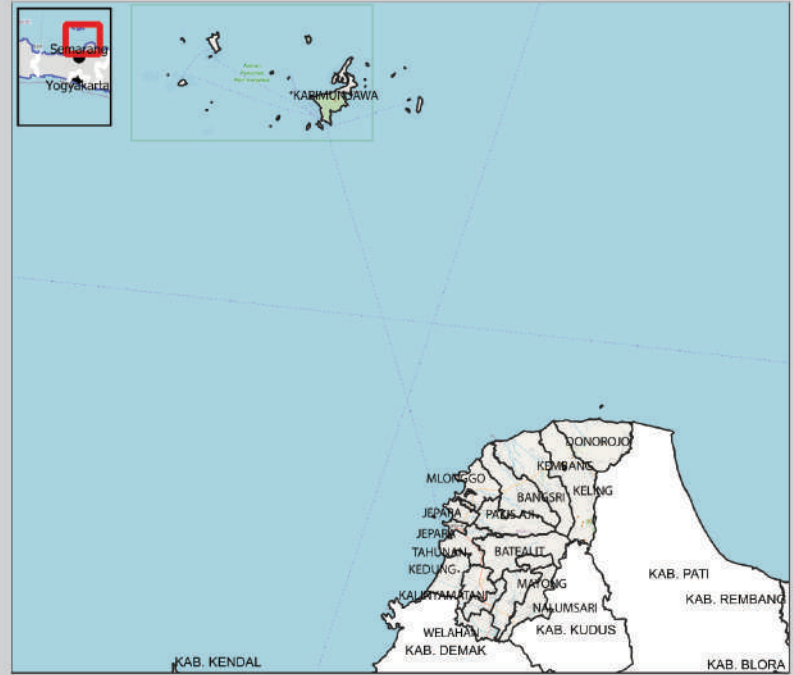 Semarang
Yogyakarta
*KARIMUNJAWA
DONOROJO
KEMBANG
MLONGGO
KELING
BANGSRI
JEPARA
PAKIS AJI
JEPARA
TAHUNAN
BATEALIT
KEDUNG
KAB. PATI
MAYONG
KALINYAMATAN
KAB. REMBANG
NALUMSARI
WELAHAN
KAB. KUDUS
KAB. DEMAK
KAB. KENDAL
KAB. BLORA